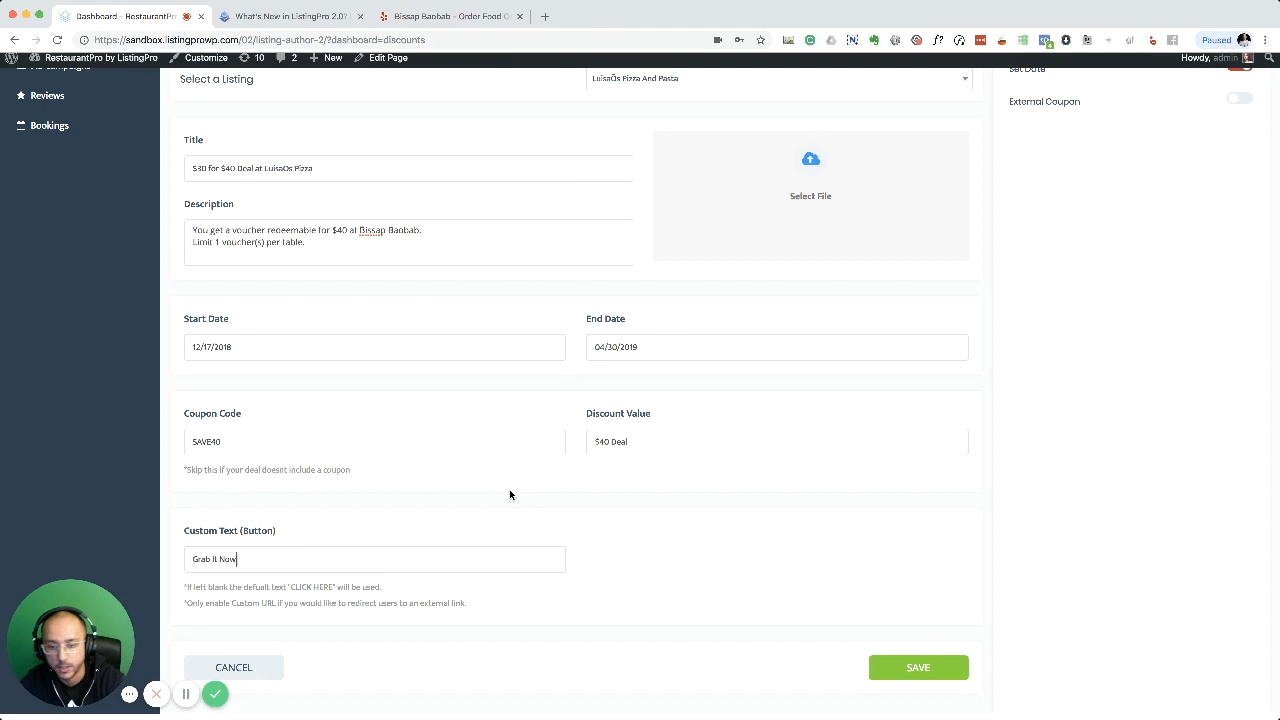 Dashboard - RestaurantPr
What's New in ListingPro 2.0?
Bissap Baobab - Order Food O
https://sandbox.listingprowp.com/02/listing-author-2/?dashboard=discounts
Paused
RestaurantPro by ListingPro
Customize
10
2
New
Edit Page
Howdy, admin
Ad Campaigns
Reviews
Bookings
Select a Listing
LuisaÕs Pizza And Pasta
Set Date
External Coupon
Title
$30 for $40 Deal at LuisaÕs Pizza
Select File
Description
You get a voucher redeemable for $40 at Bissap Baobab.
Limit 1 voucher(s) per table.
Start Date
End Date
12/17/2018
04/30/2019
Coupon Code
Discount Value
SAVE40
$40 Deal
*Skip this if your deal doesnt include a coupon
Custom Text (Button)
Grab It Now
*If left blank the defualt text "CLICK HERE" will be used.
*Only enable Custom URL if you would like to redirect users to an external link.
CANCEL
SAVE